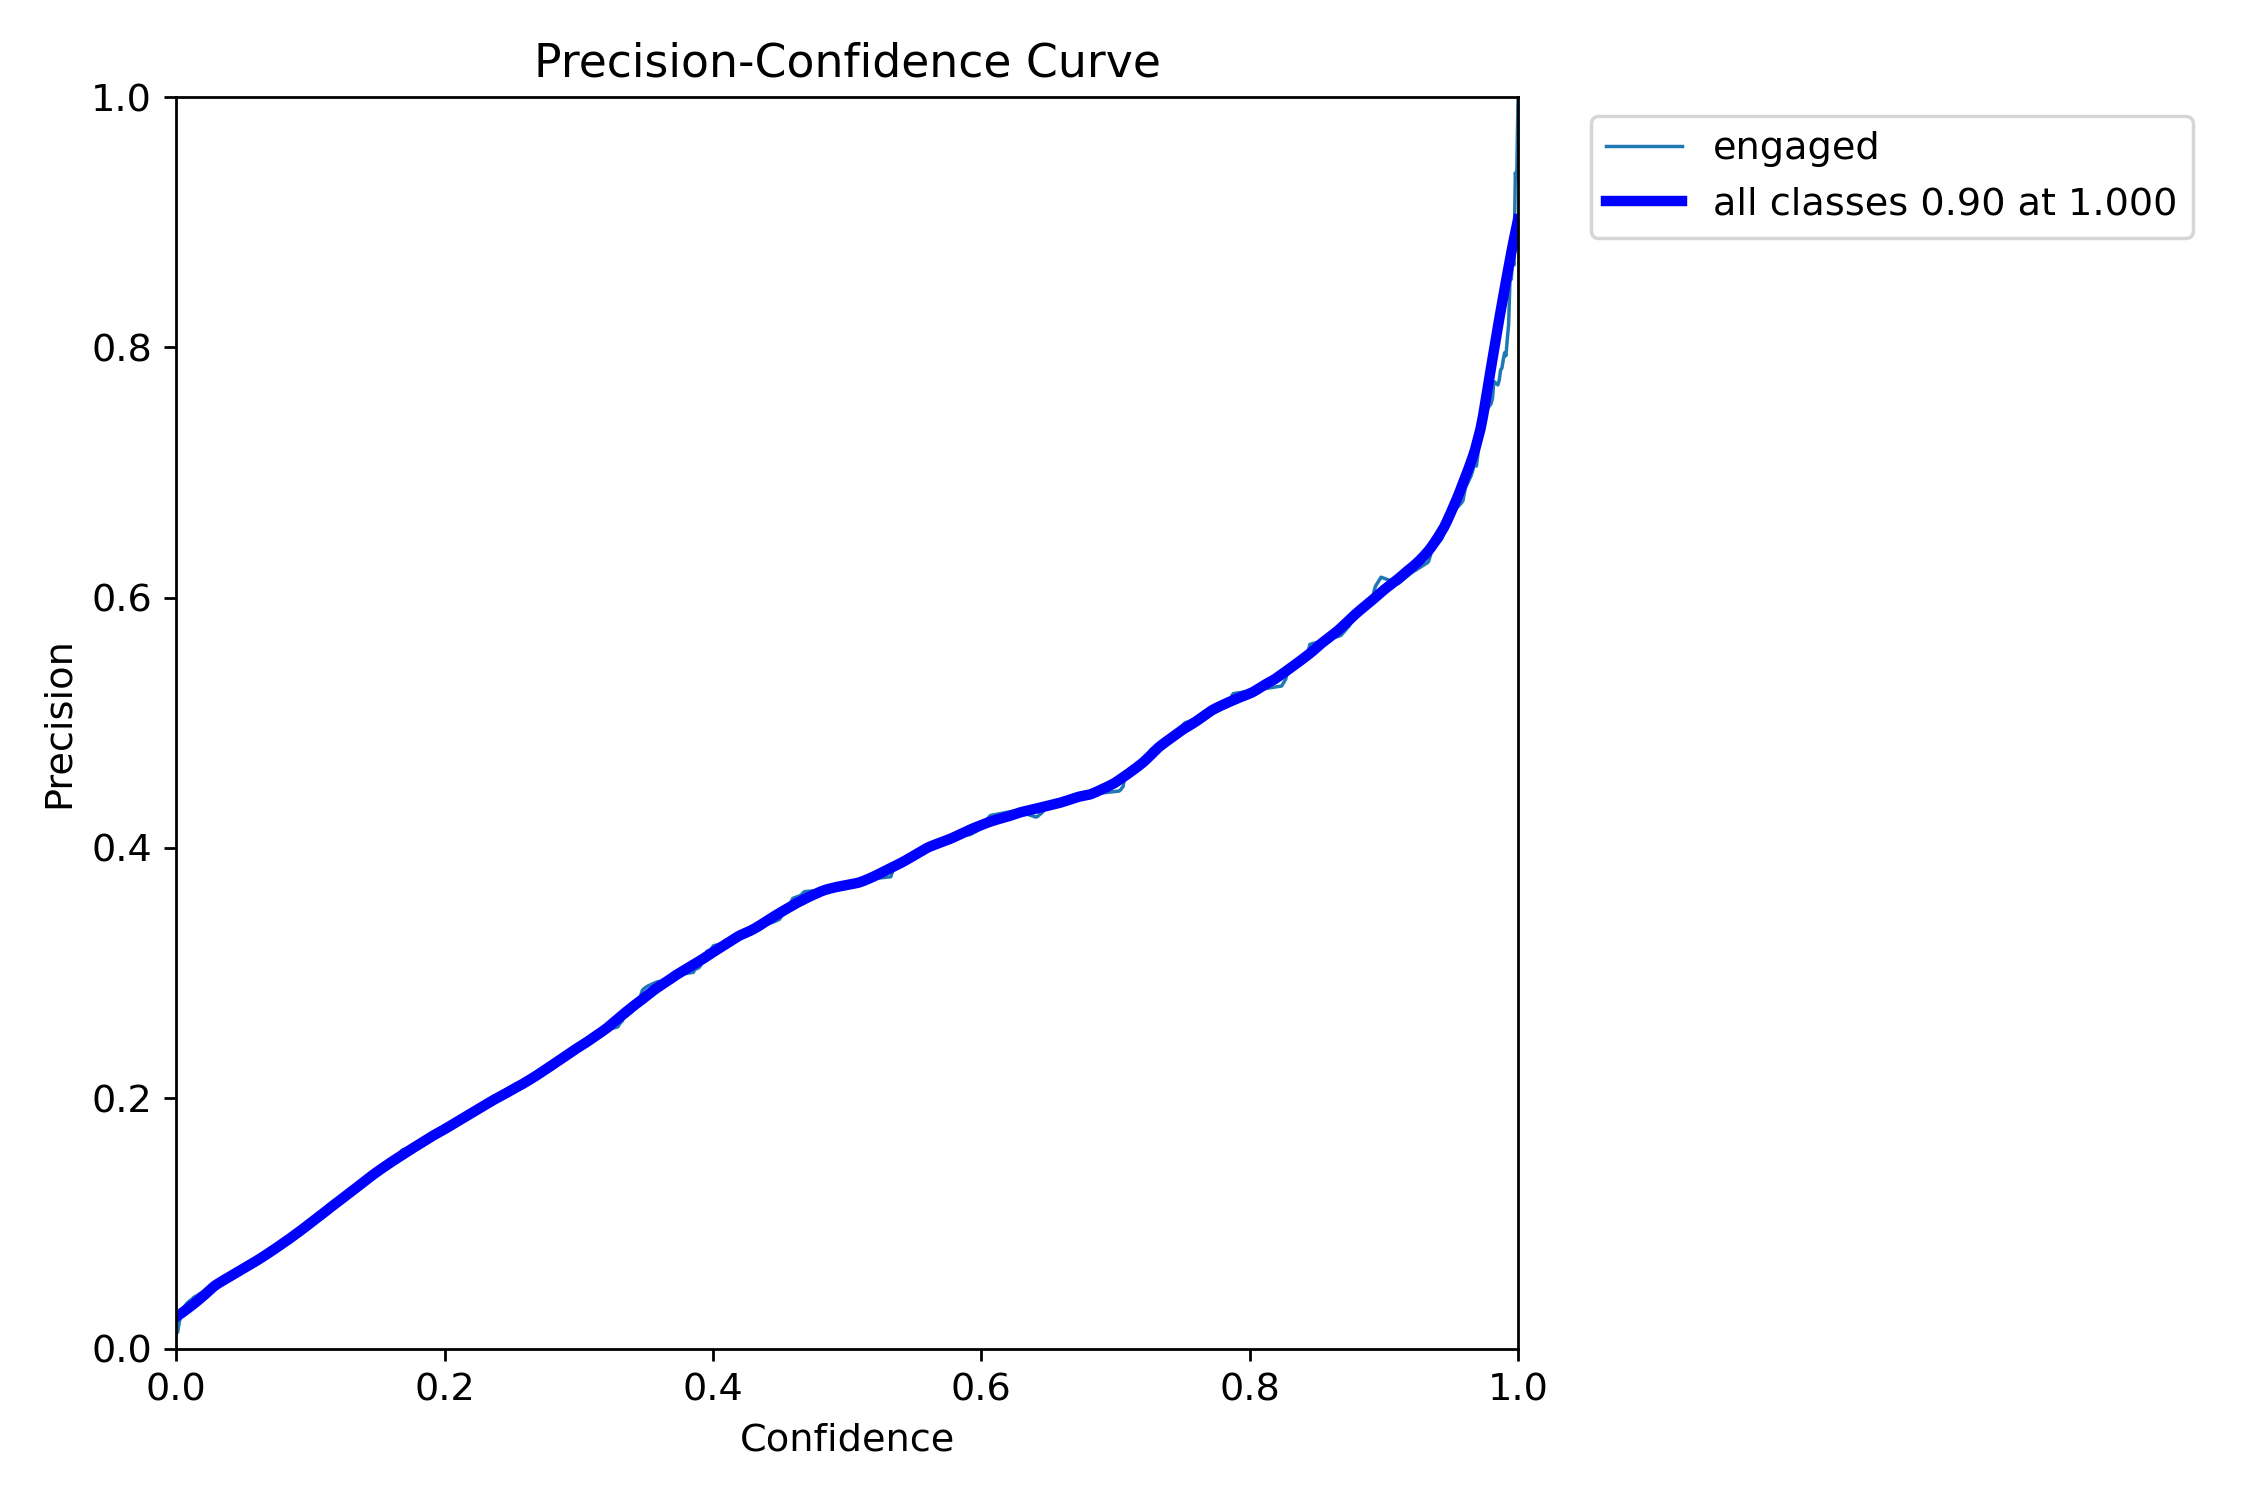 Precision-Confidence Curve
engaged
all classes 0.90 at 1.000
Precision
1.0
0.8
0.6
0.4
0.2
0.0
0.0 0.2 0.4 0.6 0.8 1.0
Confidence